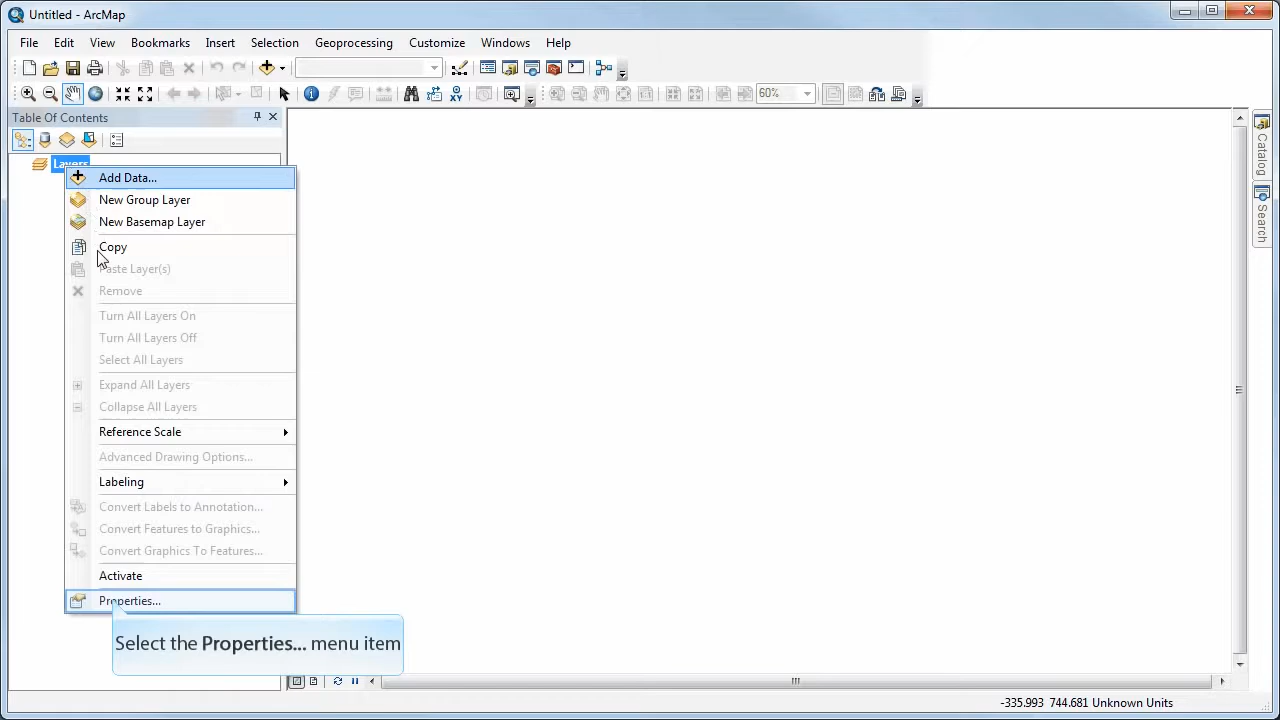 Untitled - ArcMap
File Edit View Bookmarks Insert Selection Geoprocessing Customize Windows Help
60%
Table Of Contents
Layers
Add Data...
New Group Layer
New Basemap Layer
Copy
Paste Layer(s)
Remove
Turn All Layers On
Turn All Layers Off
Select All Layers
Expand All Layers
Collapse All Layers
Reference Scale
Advanced Drawing Options...
Labeling
Convert Labels to Annotation...
Convert Features to Graphics...
Convert Graphics To Features...
Activate
Properties...
Select the Properties... menu item
Catalog
Search
-335.993 744.681 Unknown Units